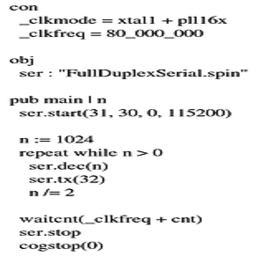 con
_clkmode = xtal1 + pll16x
_clkfreq = 80_000_000
obj
ser : "FullDuplexSerial.spin"
pub main | n
ser.start(31, 30, 0, 115200)
n := 1024
repeat while n > 0
ser.dec(n)
ser.tx(32)
n /= 2
waitcnt(_clkfreq + cnt)
ser.stop
cogstop(0)